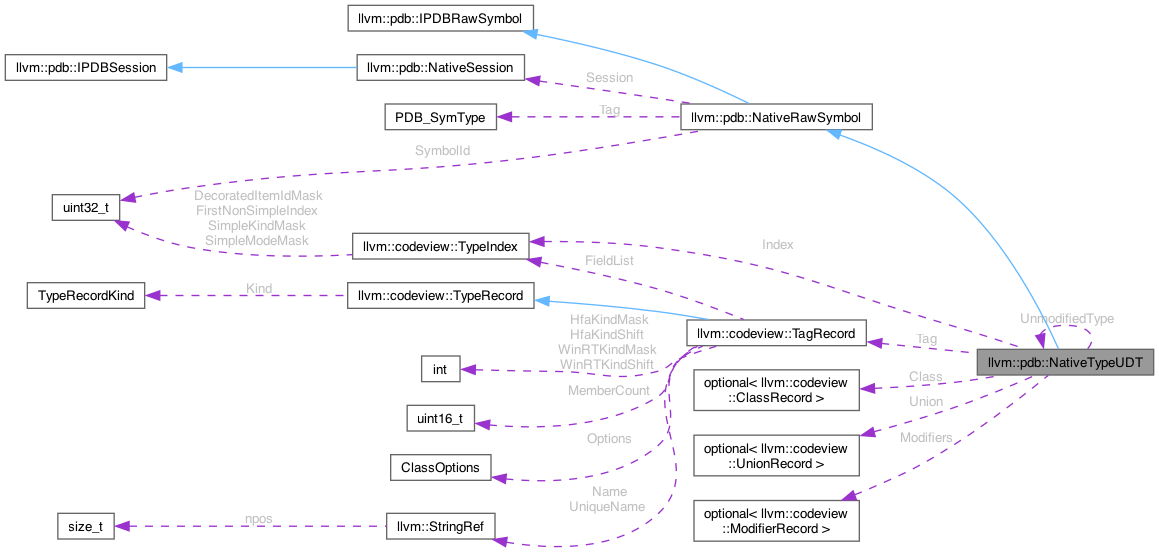 llvm::pdb::IPDBRawSymbol
llvm::pdb::IPDBSession
llvm::pdb::NativeSession
Session
PDB_SymType
Tag
llvm::pdb::NativeRawSymbol
SymbolId
uint32_t
DecoratedItemIdMask
FirstNonSimpleIndex
SimpleKindMask
SimpleModeMask
llvm::codeview::TypeIndex
Index
FieldList
TypeRecordKind
Kind
llvm::codeview::TypeRecord
HfaKindMask
HfaKindShift
WinRTKindMask
WinRTKindShift
llvm::codeview::TagRecord
Tag
UnmodifiedType
llvm::pdb::NativeTypeUDT
int
MemberCount
optional< llvm::codeview
::ClassRecord >
Class
Union
uint16_t
Options
optional< llvm::codeview
::UnionRecord >
Modifiers
ClassOptions
Name
UniqueName
size_t
npos
llvm::StringRef
optional< llvm::codeview
::ModifierRecord >